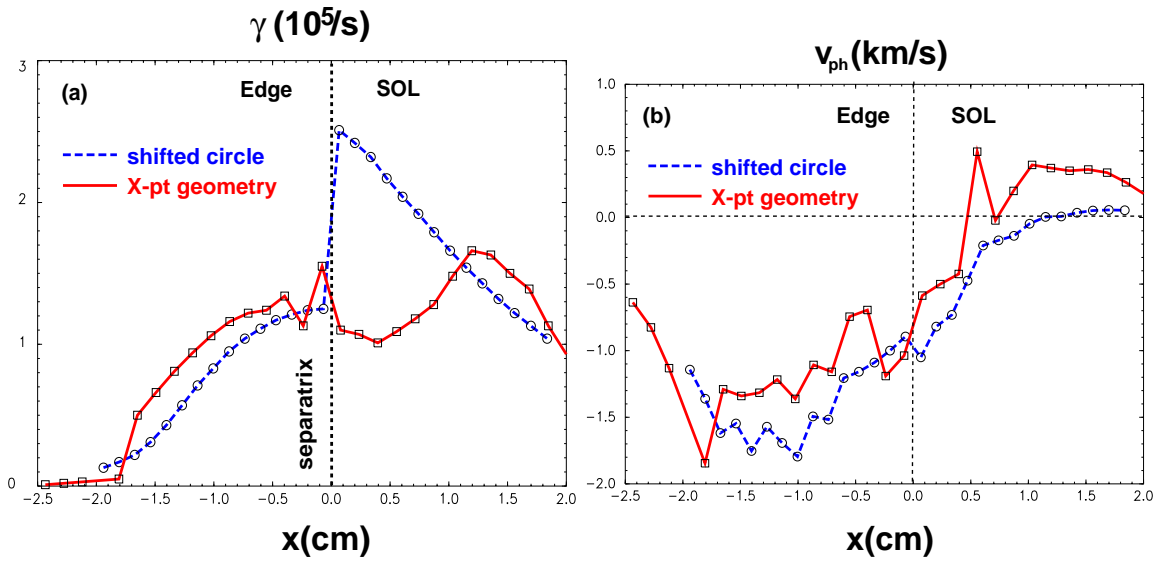 γ (10⁵/s)
3
(a)
Edge
SOL
shifted circle
X-pt geometry
2
1
separatrix
0
-2.5 -2.0 -1.5 -1.0 -0.5 0.0 0.5 1.0 1.5 2.0
x(cm)
v_ph(km/s)
1.0
(b)
Edge
SOL
0.5
shifted circle
X-pt geometry
0.0
-0.5
-1.0
-1.5
-2.0
-2.5 -2.0 -1.5 -1.0 -0.5 0.0 0.5 1.0 1.5 2.0
x(cm)